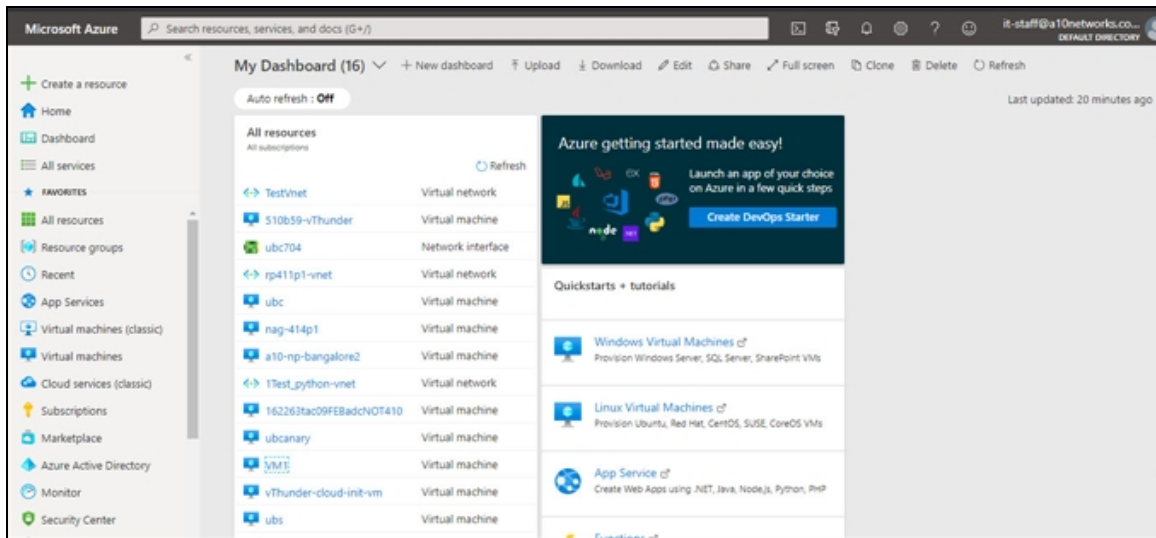 Microsoft Azure
Search resources, services, and docs (G+/)
it-staff@a10networks.co...
DEFAULT DIRECTORY
Create a resource
Home
Dashboard
All services
FAVORITES
All resources
Resource groups
Recent
App Services
Virtual machines (classic)
Virtual machines
Cloud services (classic)
Subscriptions
Marketplace
Azure Active Directory
Monitor
Security Center
My Dashboard (16)
+ New dashboard
Upload
Download
Edit
Share
Full screen
Clone
Delete
Refresh
Auto refresh : Off
Last updated: 20 minutes ago
All resources
All subscriptions
Refresh
TestVnet Virtual network
510b59-vThunder Virtual machine
ubc704 Network interface
rp411p1-vnet Virtual network
ubc Virtual machine
nag-414p1 Virtual machine
a10-np-bangalore2 Virtual machine
1Test_python-vnet Virtual network
162263tac09FEBadcNOT410 Virtual machine
ubcanary Virtual machine
VM1 Virtual machine
vThunder-cloud-init-vm Virtual machine
ubs Virtual machine
Azure getting started made easy!
Launch an app of your choice
on Azure in a few quick steps
Create DevOps Starter
JS
EX
php
node
NET
Quickstarts + tutorials
Windows Virtual Machines
Provision Windows Server, SQL Server, SharePoint VMs
Linux Virtual Machines
Provision Ubuntu, Red Hat, CentOS, SUSE, CoreOS VMs
App Service
Create Web Apps using .NET, Java, Node.js, Python, PHP
Functions